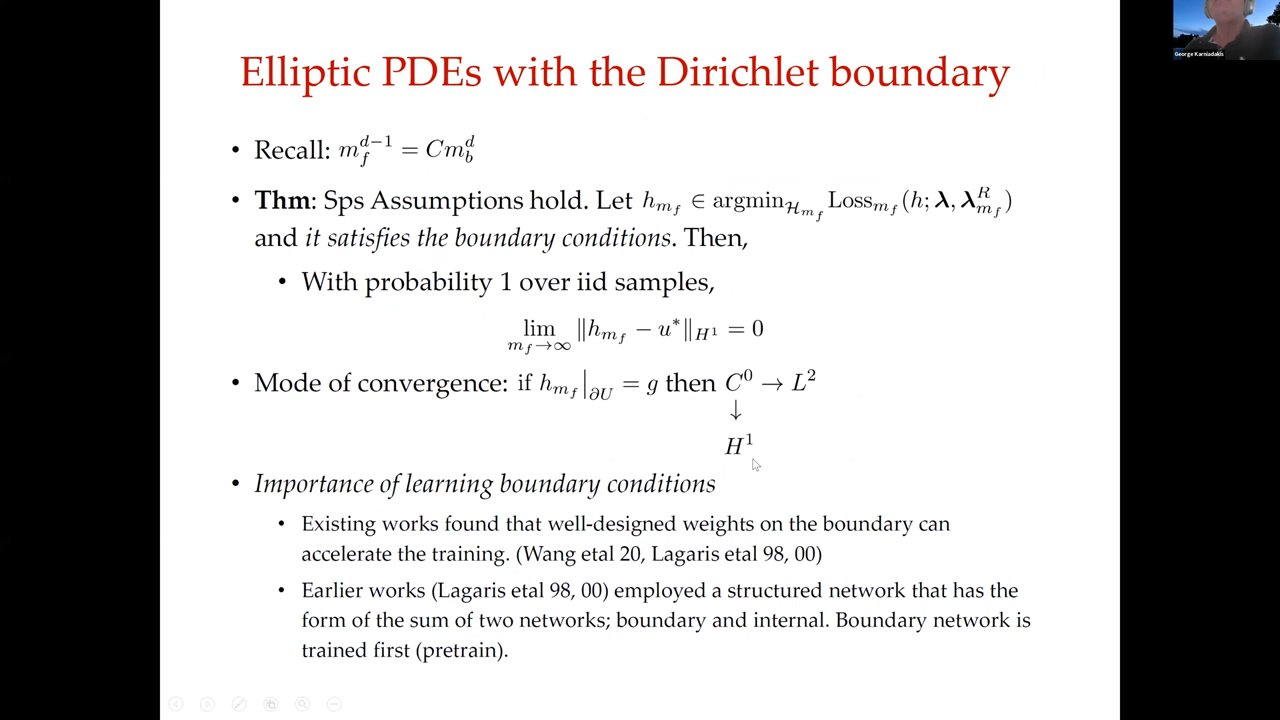 George Karniadakis
Elliptic PDEs with the Dirichlet boundary
• Recall: $m_f^{d-1} = Cm_b^d$
• Thm: Sps Assumptions hold. Let $h_{m_f} \in \text{argmin}_{\mathcal{H}_{m_f}} \text{Loss}_{m_f}(h; \boldsymbol{\lambda}, \boldsymbol{\lambda}_{m_f}^R)$
and it satisfies the boundary conditions. Then,
• With probability 1 over iid samples,
$\lim_{m_f \to \infty} \|h_{m_f} - u^*\|_{H^1} = 0$
• Mode of convergence: if $h_{m_f}|_{\partial U} = g$ then $C^0 \to L^2$
↓
$H^1$
• Importance of learning boundary conditions
• Existing works found that well-designed weights on the boundary can
accelerate the training. (Wang etal 20, Lagaris etal 98, 00)
• Earlier works (Lagaris etal 98, 00) employed a structured network that has the
form of the sum of two networks; boundary and internal. Boundary network is
trained first (pretrain).